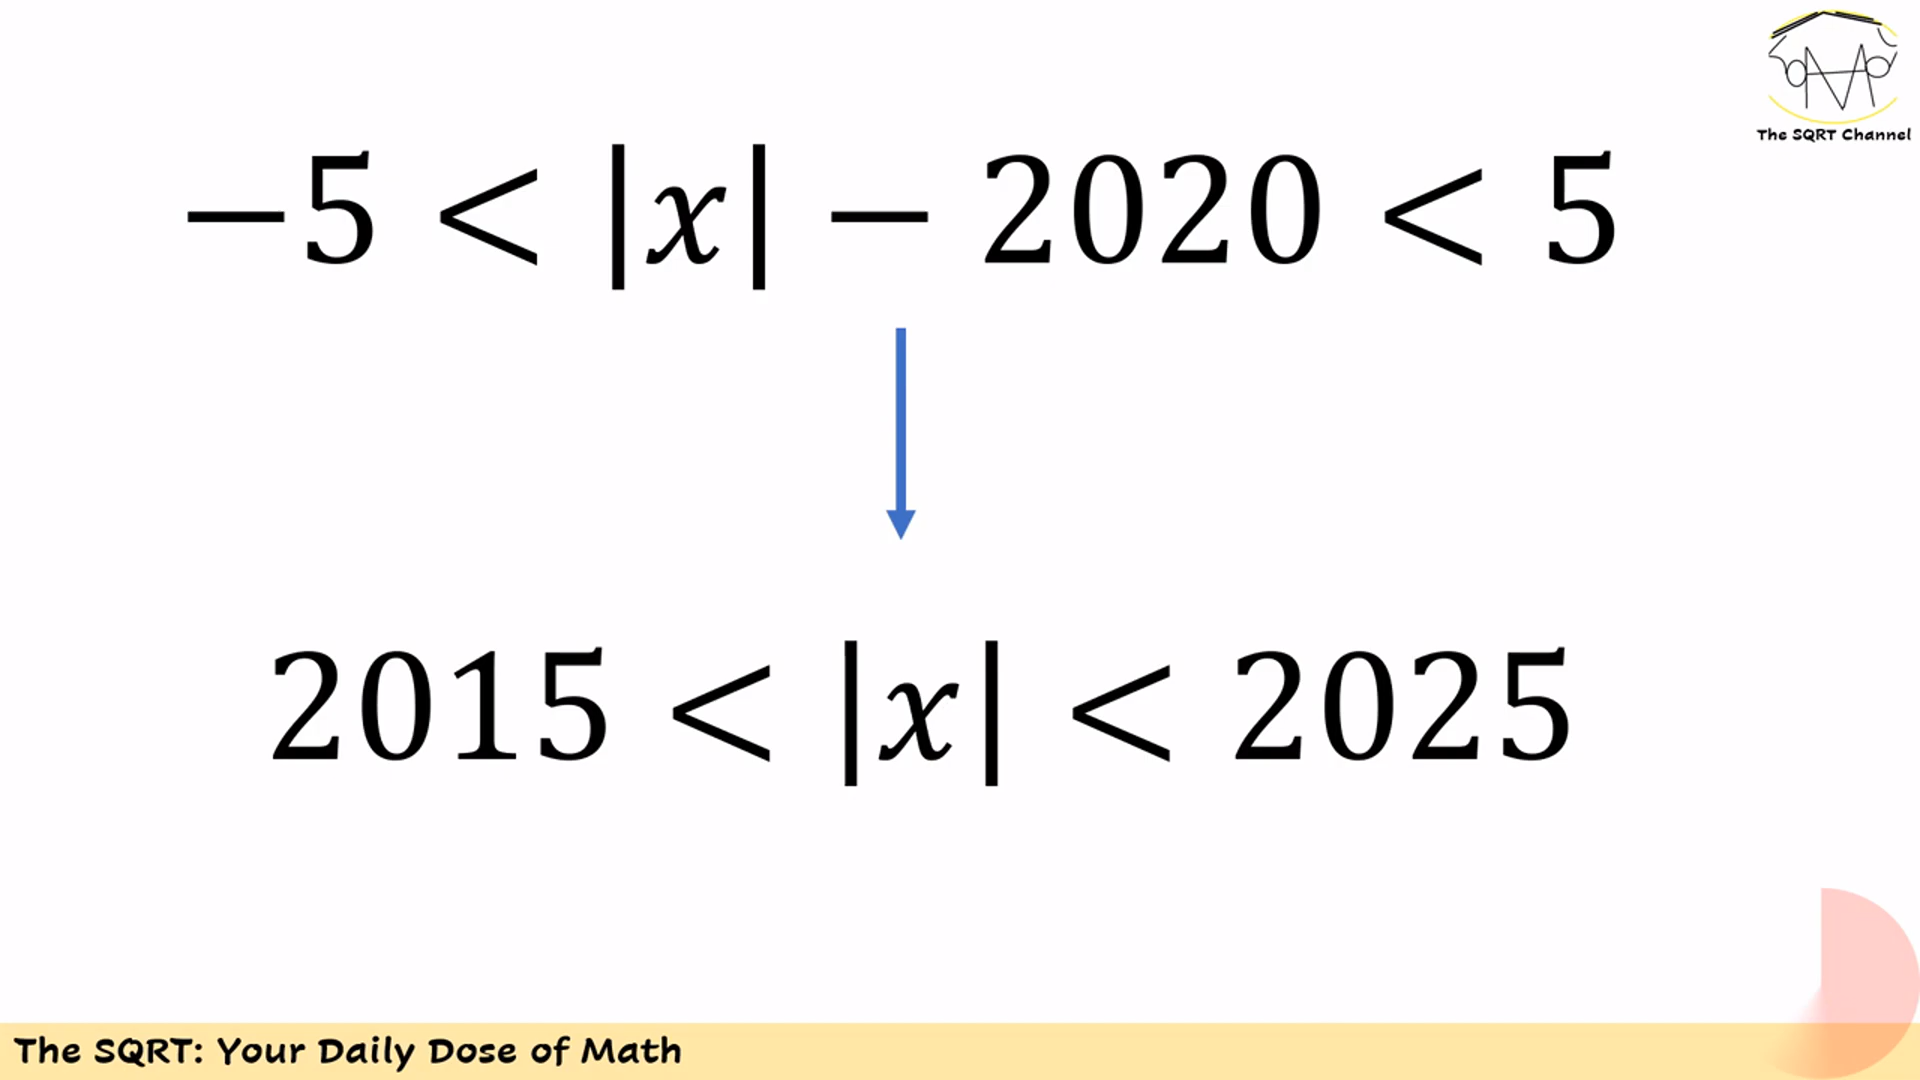 The SQRT Channel
−5 < |x| − 2020 < 5
2015 < |x| < 2025
The SQRT: Your Daily Dose of Math